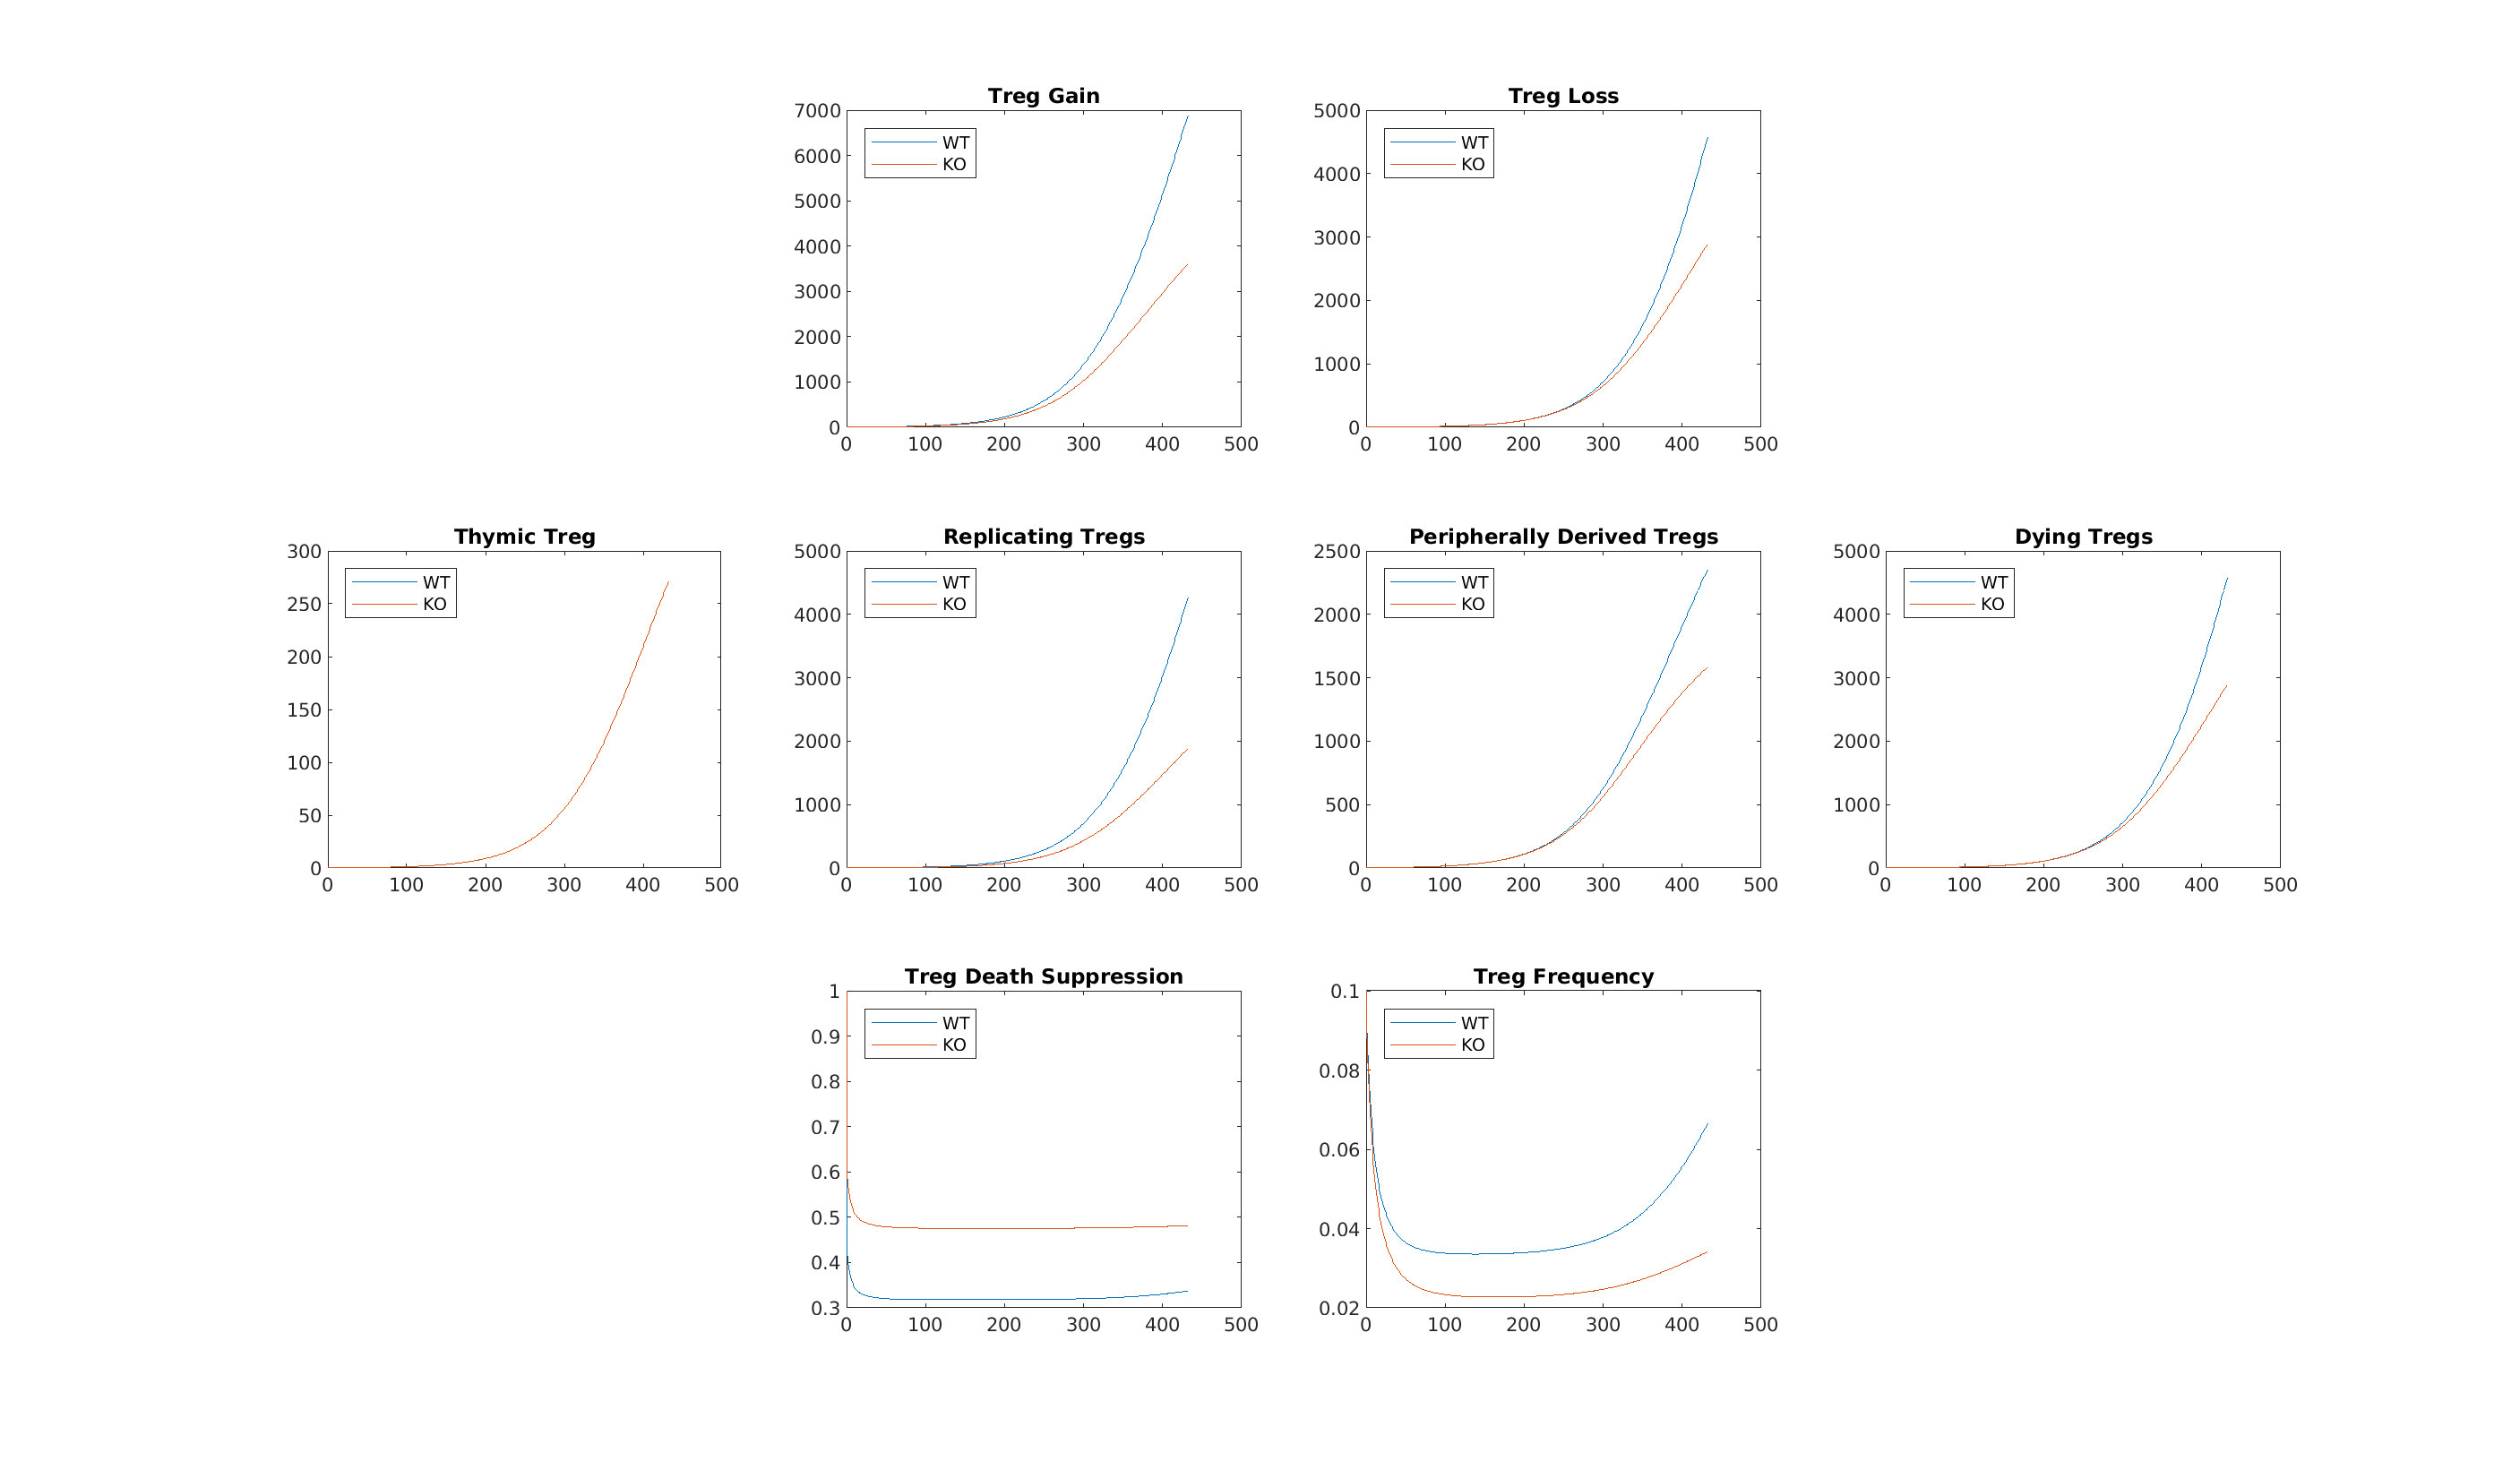 Treg Gain
7000
6000
5000
4000
3000
2000
1000
0
0 100 200 300 400 500
WT
KO
Treg Loss
5000
4000
3000
2000
1000
0
0 100 200 300 400 500
WT
KO
Thymic Treg
300
250
200
150
100
50
0
0 100 200 300 400 500
WT
KO
Replicating Tregs
5000
4000
3000
2000
1000
0
0 100 200 300 400 500
WT
KO
Peripherally Derived Tregs
2500
2000
1500
1000
500
0
0 100 200 300 400 500
WT
KO
Dying Tregs
5000
4000
3000
2000
1000
0
0 100 200 300 400 500
WT
KO
Treg Death Suppression
1
0.9
0.8
0.7
0.6
0.5
0.4
0.3
0 100 200 300 400 500
WT
KO
Treg Frequency
0.1
0.08
0.06
0.04
0.02
0 100 200 300 400 500
WT
KO